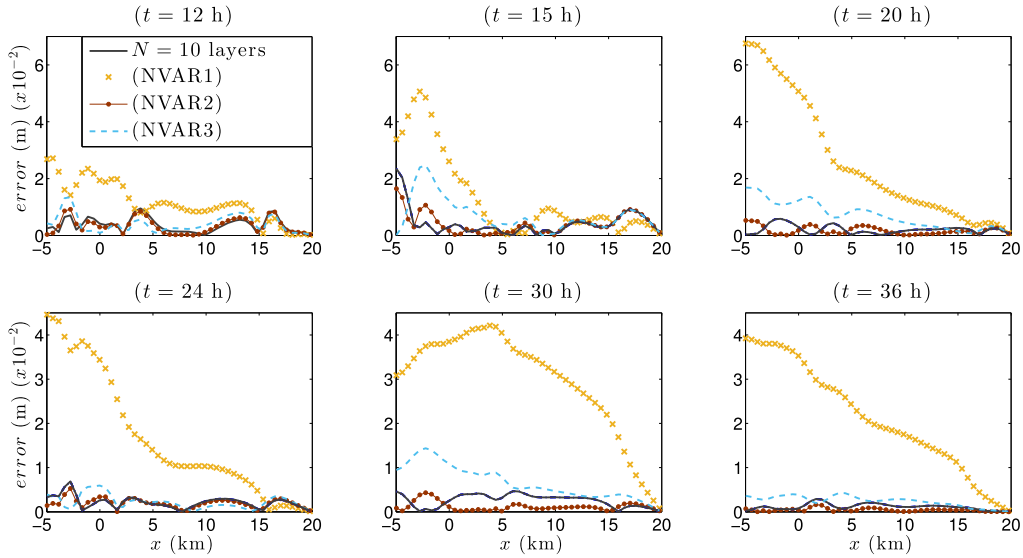 (t = 12 h)
(t = 15 h)
(t = 20 h)
error (m) (x10⁻²)
6
4
2
0
N = 10 layers
(NVAR1)
(NVAR2)
(NVAR3)
−5 0 5 10 15 20
6
4
2
0
−5 0 5 10 15 20
6
4
2
0
−5 0 5 10 15 20
(t = 24 h)
(t = 30 h)
(t = 36 h)
error (m) (x10⁻²)
4
3
2
1
0
−5 0 5 10 15 20
x (km)
4
3
2
1
0
−5 0 5 10 15 20
x (km)
4
3
2
1
0
−5 0 5 10 15 20
x (km)